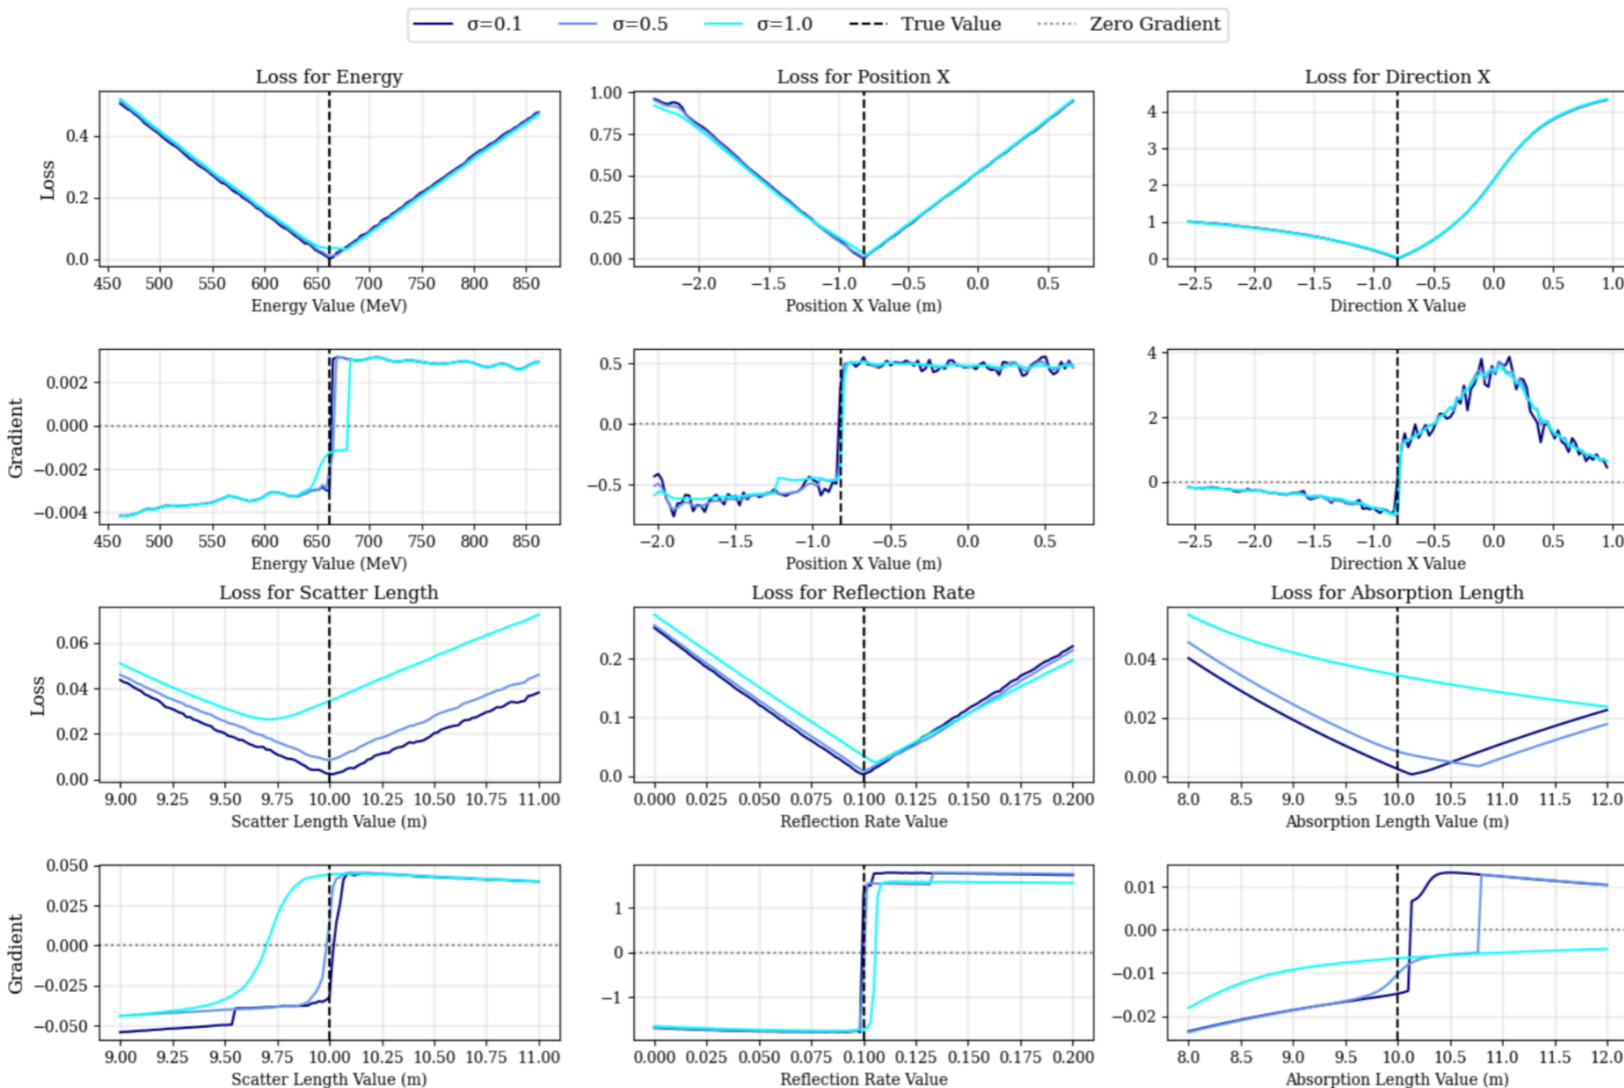 σ=0.1 σ=0.5 σ=1.0 True Value Zero Gradient
Loss for Energy Loss for Position X Loss for Direction X
Loss
0.4
0.2
0.0
450 500 550 600 650 700 750 800 850
Energy Value (MeV)
1.00
0.75
0.50
0.25
0.00
−2.0 −1.5 −1.0 −0.5 0.0 0.5
Position X Value (m)
4
3
2
1
0
−2.5 −2.0 −1.5 −1.0 −0.5 0.0 0.5 1.0
Direction X Value
Gradient
0.002
0.000
−0.002
−0.004
450 500 550 600 650 700 750 800 850
Energy Value (MeV)
0.5
0.0
−0.5
−2.0 −1.5 −1.0 −0.5 0.0 0.5
Position X Value (m)
4
2
0
−2.5 −2.0 −1.5 −1.0 −0.5 0.0 0.5 1.0
Direction X Value
Loss for Scatter Length Loss for Reflection Rate Loss for Absorption Length
Loss
0.06
0.04
0.02
0.00
9.00 9.25 9.50 9.75 10.00 10.25 10.50 10.75 11.00
Scatter Length Value (m)
0.2
0.1
0.0
0.000 0.025 0.050 0.075 0.100 0.125 0.150 0.175 0.200
Reflection Rate Value
0.04
0.02
0.00
8.0 8.5 9.0 9.5 10.0 10.5 11.0 11.5 12.0
Absorption Length Value (m)
Gradient
0.050
0.025
0.000
−0.025
−0.050
9.00 9.25 9.50 9.75 10.00 10.25 10.50 10.75 11.00
Scatter Length Value (m)
1
0
−1
0.000 0.025 0.050 0.075 0.100 0.125 0.150 0.175 0.200
Reflection Rate Value
0.01
0.00
−0.01
−0.02
8.0 8.5 9.0 9.5 10.0 10.5 11.0 11.5 12.0
Absorption Length Value (m)